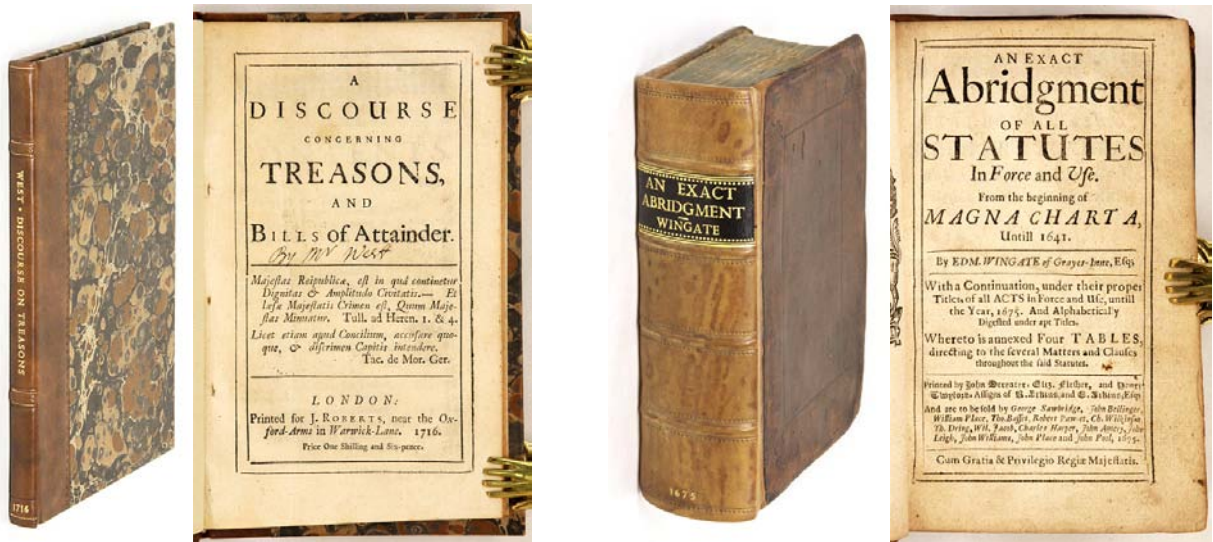 WEST • DISCOURSE ON TREASONS
1716
A
DISCOURSE
CONCERNING
TREASONS,
AND
BILLS of Attainder.
By Mr West
Majestas Reipublicæ, est in quâ continetur
Dignitas & Amplitudo Civitatis.— Et
læsæ Majestatis Crimen est, Quum Maje-
stas Minuatur. Tull. ad Heren. 1. & 4.
Licet etiam apud Concilium, accusare quo-
que, & discrimen Capitis intendere.
Tac. de Mor. Ger.
LONDON:
Printed for J. ROBERTS, near the Ox-
ford-Arms in Warwick-Lane. 1716.
Price One Shilling and Six-pence.
AN EXACT
ABRIDGMENT
WINGATE
1675
AN EXACT
Abridgment
OF ALL
STATUTES
In Force and Use.
From the beginning of
MAGNA CHARTA,
Untill 1641.
By EDM. WINGATE of Grayes-Inne, Esq;
With a Continuation, under their proper
Titles, of all ACTS in Force and Use, untill
the Year, 1675. And Alphabetically
Digested under apt Titles.
Whereto is annexed Four TABLES,
directing to the several Matters and Clauses
throughout the said Statutes.
Printed by John Streater, Eliz. Flesher, and Henry
Twyford, Assigns of R. Atkins, and E. Atkins, Esq;
And are to be sold by George Sawbridge, John Bellinger,
William Place, Tho. Basset, Robert Pawlet, Ch. Wilkinson
Th. Dring, Wil. Jacob, Charles Harper, John Amery, John
Leigh, John Williams, John Place and John Pool, 1675.
Cum Gratia & Privilegio Regiæ Majestatis.